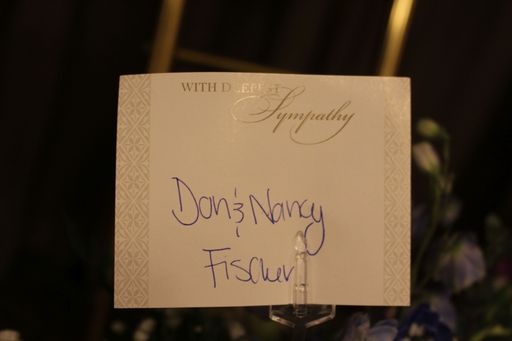 WITH DEEPEST
Sympathy
Don & Nancy
Fischer